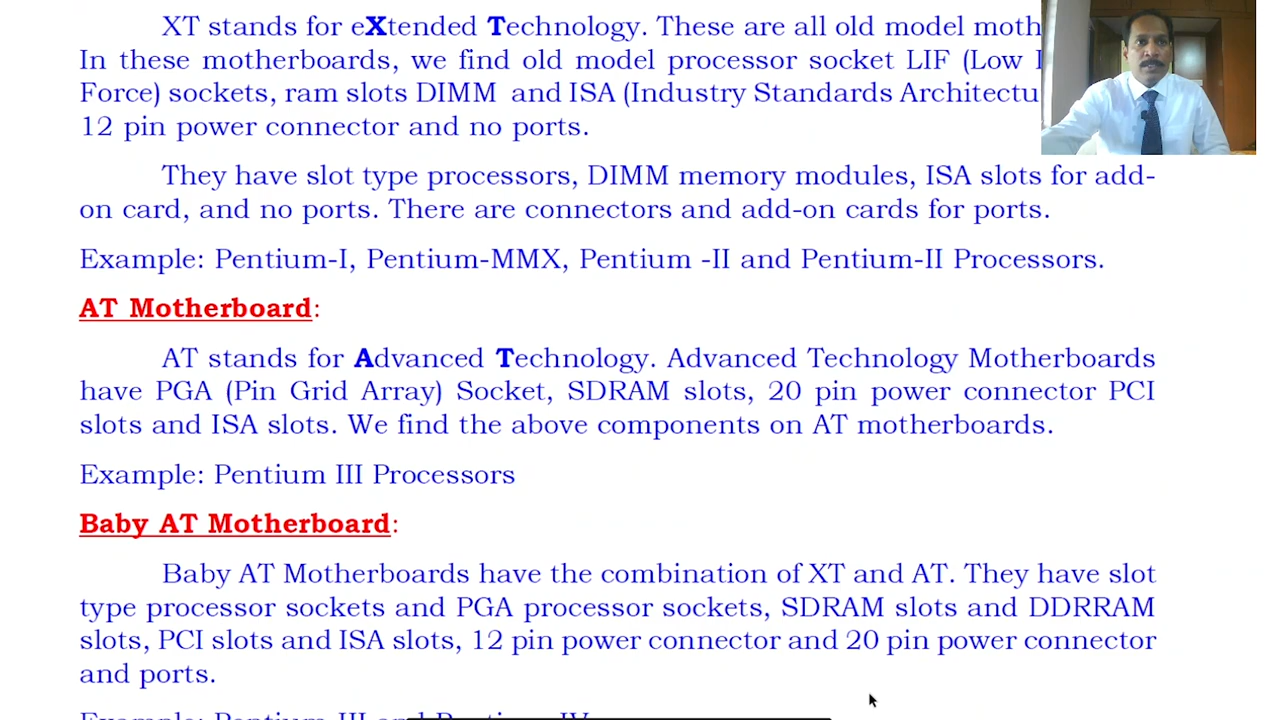 XT stands for eXtended Technology. These are all old model
In these motherboards, we find old model processor socket LIF (Low
Force) sockets, ram slots DIMM and ISA (Industry Standards
12 pin power connector and no ports.
They have slot type processors, DIMM memory modules, ISA slots for add-
on card, and no ports. There are connectors and add-on cards for ports.
Example: Pentium-I, Pentium-MMX, Pentium -II and Pentium-II Processors.
AT Motherboard:
AT stands for Advanced Technology. Advanced Technology Motherboards
have PGA (Pin Grid Array) Socket, SDRAM slots, 20 pin power connector PCI
slots and ISA slots. We find the above components on AT motherboards.
Example: Pentium III Processors
Baby AT Motherboard:
Baby AT Motherboards have the combination of XT and AT. They have slot
type processor sockets and PGA processor sockets, SDRAM slots and DDRRAM
slots, PCI slots and ISA slots, 12 pin power connector and 20 pin power connector
and ports.
Example: Pentium III and Pentium IV